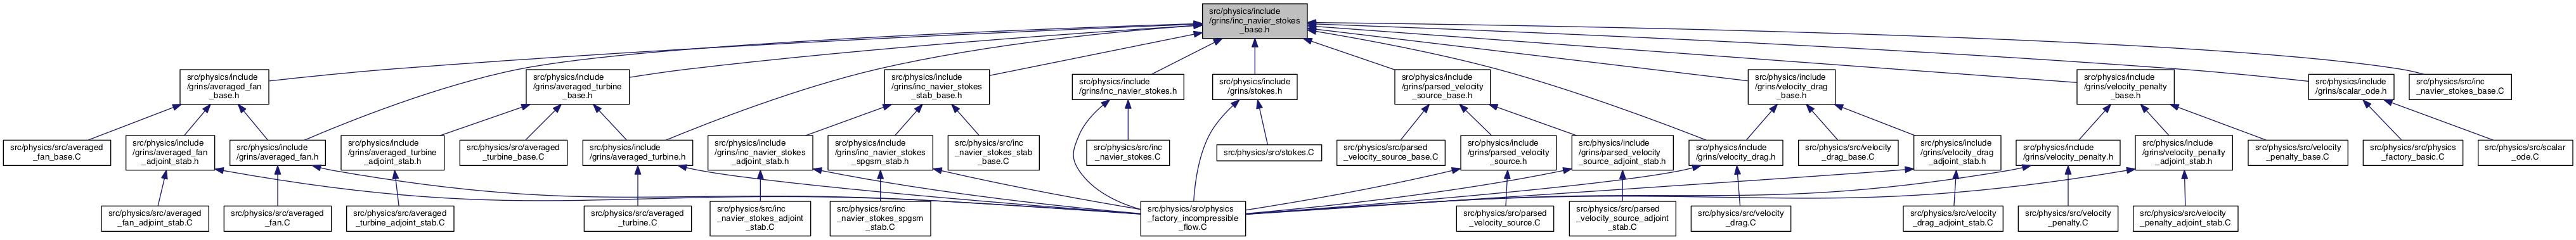 src/physics/include
/grins/inc_navier_stokes
_base.h
src/physics/include
/grins/averaged_fan
_base.h
src/physics/include
/grins/averaged_turbine
_base.h
src/physics/include
/grins/inc_navier_stokes
_stab_base.h
src/physics/include
/grins/inc_navier_stokes.h
src/physics/include
/grins/stokes.h
src/physics/include
/grins/parsed_velocity
_source_base.h
src/physics/include
/grins/velocity_drag
_base.h
src/physics/include
/grins/velocity_penalty
_base.h
src/physics/include
/grins/scalar_ode.h
src/physics/src/inc
_navier_stokes_base.C
src/physics/src/averaged
_fan_base.C
src/physics/include
/grins/averaged_fan
_adjoint_stab.h
src/physics/include
/grins/averaged_fan.h
src/physics/include
/grins/averaged_turbine
_adjoint_stab.h
src/physics/src/averaged
_turbine_base.C
src/physics/include
/grins/averaged_turbine.h
src/physics/include
/grins/inc_navier_stokes
_adjoint_stab.h
src/physics/include
/grins/inc_navier_stokes
_spgsm_stab.h
src/physics/src/inc
_navier_stokes_stab
_base.C
src/physics/src/inc
_navier_stokes.C
src/physics/src/stokes.C
src/physics/src/parsed
_velocity_source_base.C
src/physics/include
/grins/parsed_velocity
_source.h
src/physics/include
/grins/parsed_velocity
_source_adjoint_stab.h
src/physics/include
/grins/velocity_drag.h
src/physics/src/velocity
_drag_base.C
src/physics/include
/grins/velocity_drag
_adjoint_stab.h
src/physics/include
/grins/velocity_penalty.h
src/physics/include
/grins/velocity_penalty
_adjoint_stab.h
src/physics/src/velocity
_penalty_base.C
src/physics/src/physics
_factory_basic.C
src/physics/src/scalar
_ode.C
src/physics/src/averaged
_fan_adjoint_stab.C
src/physics/src/averaged
_fan.C
src/physics/src/averaged
_turbine_adjoint_stab.C
src/physics/src/averaged
_turbine.C
src/physics/src/inc
_navier_stokes_adjoint
_stab.C
src/physics/src/inc
_navier_stokes_spgsm
_stab.C
src/physics/src/physics
_factory_incompressible
_flow.C
src/physics/src/parsed
_velocity_source.C
src/physics/src/parsed
_velocity_source_adjoint
_stab.C
src/physics/src/velocity
_drag.C
src/physics/src/velocity
_drag_adjoint_stab.C
src/physics/src/velocity
_penalty.C
src/physics/src/velocity
_penalty_adjoint_stab.C